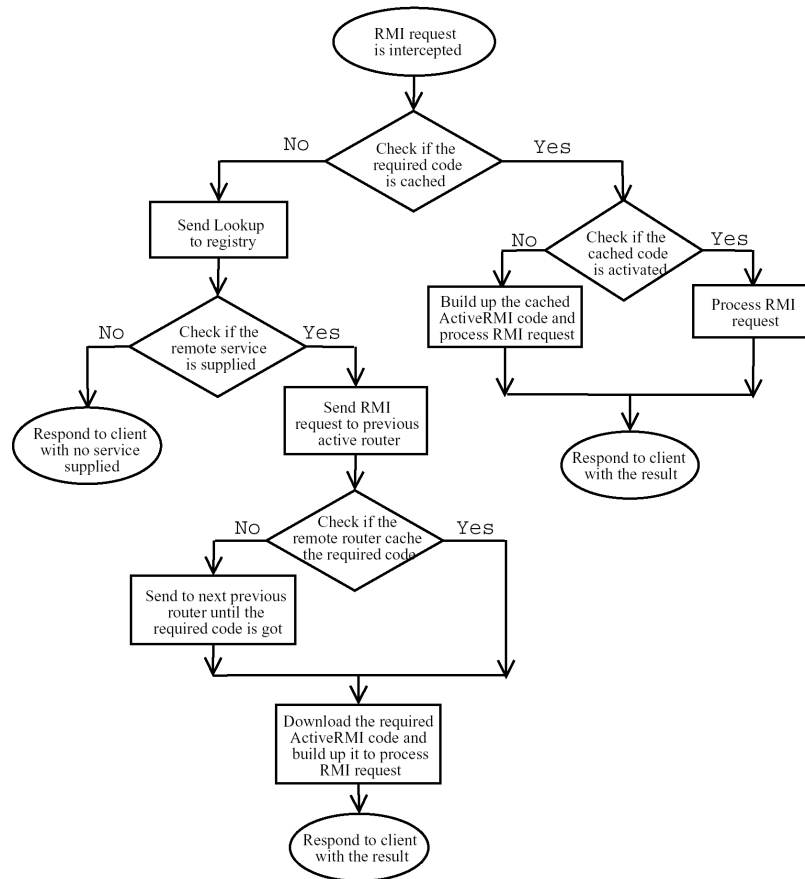 RMI request
is intercepted
No
Yes
Check if the
required code
is cached
Send Lookup
to registry
No
Yes
Check if the
cached code
is activated
Build up the cached
ActiveRMI code and
process RMI request
Process RMI
request
No
Yes
Check if the
remote service
is supplied
Respond to client
with no service
supplied
Send RMI
request to previous
active router
Respond to client
with the result
No
Yes
Check if the
remote router cache
the required code
Send to next previous
router until the
required code is got
Download the required
ActiveRMI code and
build up it to process
RMI request
Respond to client
with the result